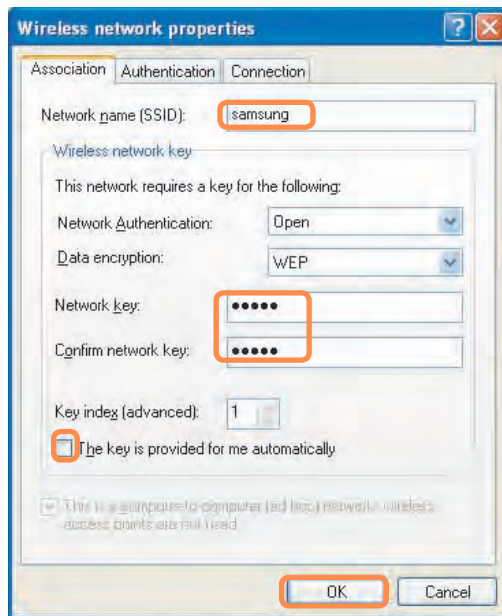 Wireless network properties
Association Authentication Connection
Network name (SSID): samsung
Wireless network key
This network requires a key for the following:
Network Authentication: Open
Data encryption: WEP
Network key: •••••
Confirm network key: •••••
Key index (advanced): 1
The key is provided for me automatically
This is a computer-to-computer (ad hoc) network; wireless
access points are not used
OK Cancel